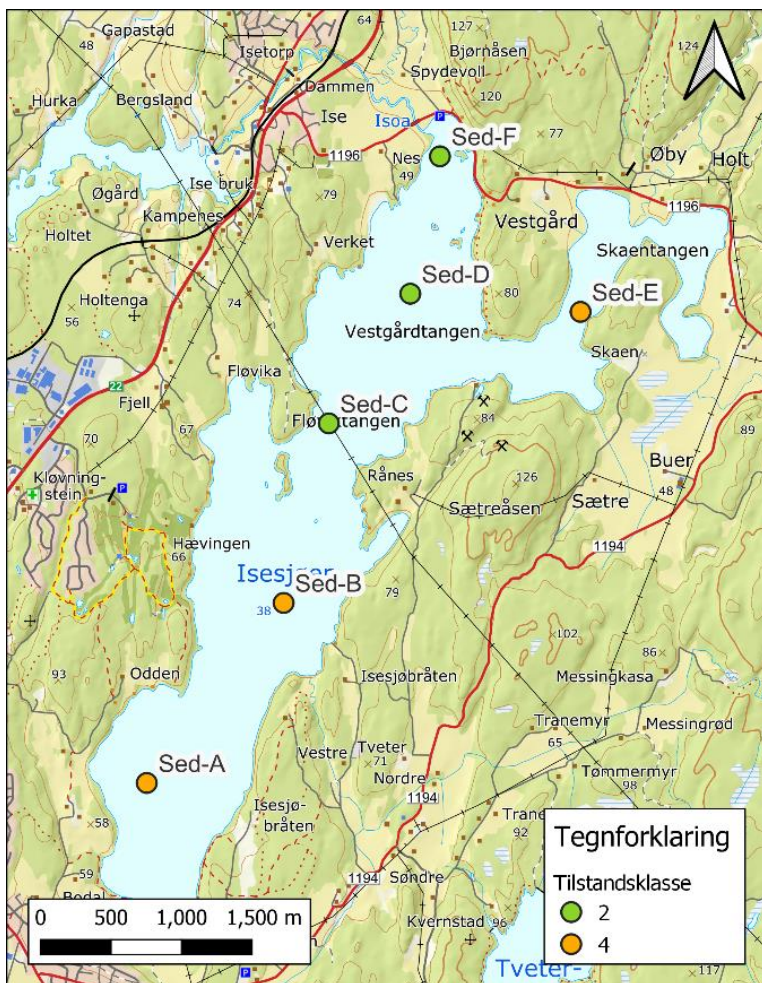 Gapastad
64
127
Bjørnåsen
124
48
Isetorp
Spydevoll
Dammen
Hurka
Bergsland
120
Ise
Isoa
P
Sed-F
77
1196
Nes
49
Øby
Holt
Ise bruk
Øgård
79
1196
Kampenes
Vestgård
Holtet
Verket
Skaentangen
Sed-D
Sed-E
Holtenga
74
80
56
Vestgårdtangen
Skaen
Fløvika
22
Fjell
Sed-C
84
67
70
89
Kløvning-
stein
P
Rånes
126
Buer
48
Sætreåsen
Sætre
Hævingen
66
1194
Isesjøen
Sed-B
38
79
102
93
Odden
Isesjøbråten
86
Messingkasa
Tranemyr
Messingrød
65
Sed-A
Vestre
Tveter
71
Nordre
Tømmermyr
98
Isesjø-
bråten
1194
58
92
59
1194
Søndre
Bodal
Kvernstad
96
P
Tveter-
117
0 500 1,000 1,500 m
Tegnforklaring
Tilstandsklasse
2
4